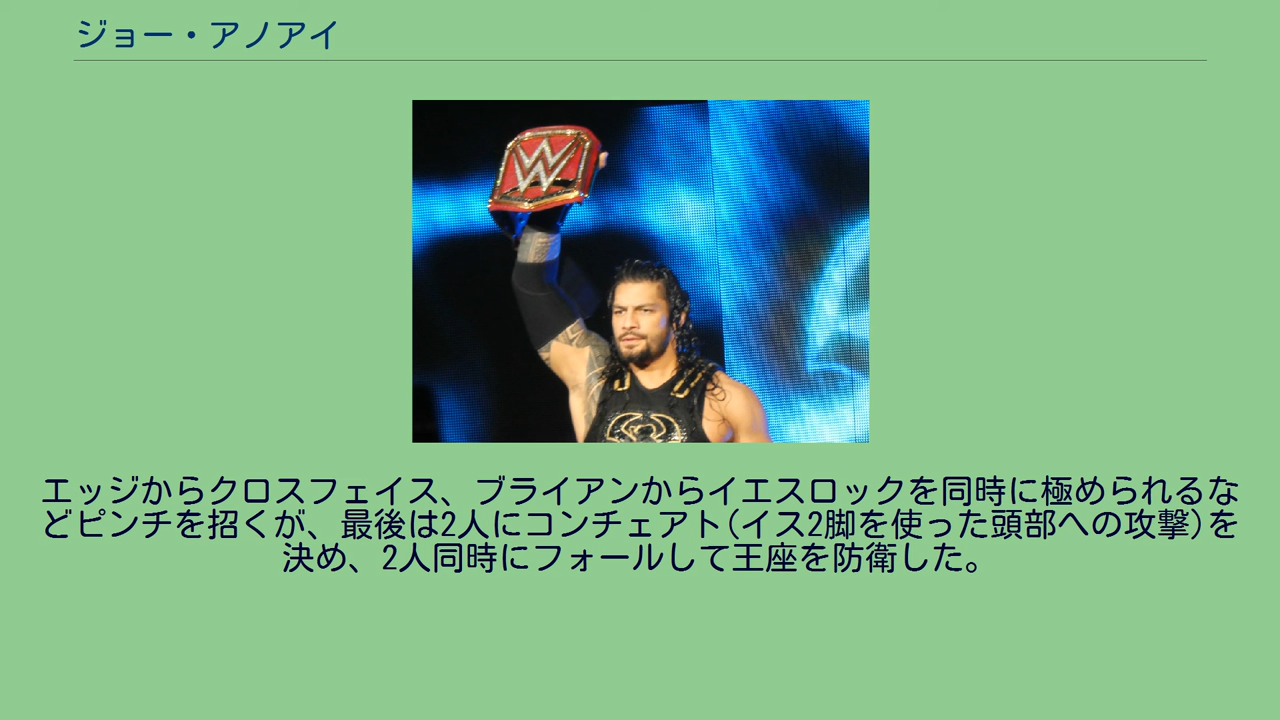 ジョー・アノアイ
W
エッジからクロスフェイス、ブライアンからイエスロックを同時に極められるな
どピンチを招くが、最後は2人にコンチェアト(イス2脚を使った頭部への攻撃)を
決め、2人同時にフォールして王座を防衛した。